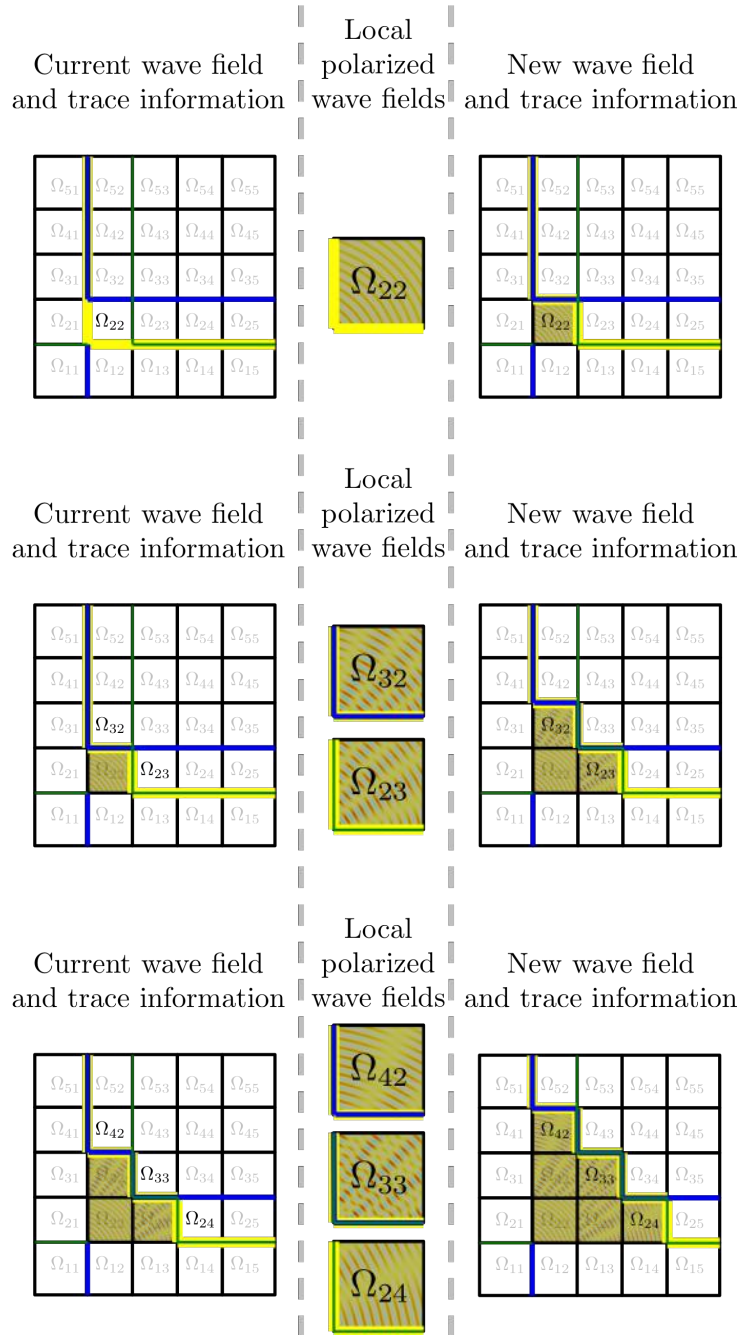 Current wave field
and trace information
Ω₅₁ Ω₅₂ Ω₅₃ Ω₅₄ Ω₅₅
Ω₄₁ Ω₄₂ Ω₄₃ Ω₄₄ Ω₄₅
Ω₃₁ Ω₃₂ Ω₃₃ Ω₃₄ Ω₃₅
Ω₂₁ Ω₂₂ Ω₂₃ Ω₂₄ Ω₂₅
Ω₁₁ Ω₁₂ Ω₁₃ Ω₁₄ Ω₁₅
Local
polarized
wave fields
Ω₂₂
New wave field
and trace information
Ω₅₁ Ω₅₂ Ω₅₃ Ω₅₄ Ω₅₅
Ω₄₁ Ω₄₂ Ω₄₃ Ω₄₄ Ω₄₅
Ω₃₁ Ω₃₂ Ω₃₃ Ω₃₄ Ω₃₅
Ω₂₁ Ω₂₂ Ω₂₃ Ω₂₄ Ω₂₅
Ω₁₁ Ω₁₂ Ω₁₃ Ω₁₄ Ω₁₅
Current wave field
and trace information
Ω₅₁ Ω₅₂ Ω₅₃ Ω₅₄ Ω₅₅
Ω₄₁ Ω₄₂ Ω₄₃ Ω₄₄ Ω₄₅
Ω₃₁ Ω₃₂ Ω₃₃ Ω₃₄ Ω₃₅
Ω₂₁ Ω₂₂ Ω₂₃ Ω₂₄ Ω₂₅
Ω₁₁ Ω₁₂ Ω₁₃ Ω₁₄ Ω₁₅
Local
polarized
wave fields
Ω₃₂
Ω₂₃
New wave field
and trace information
Ω₅₁ Ω₅₂ Ω₅₃ Ω₅₄ Ω₅₅
Ω₄₁ Ω₄₂ Ω₄₃ Ω₄₄ Ω₄₅
Ω₃₁ Ω₃₂ Ω₃₃ Ω₃₄ Ω₃₅
Ω₂₁ Ω₂₂ Ω₂₃ Ω₂₄ Ω₂₅
Ω₁₁ Ω₁₂ Ω₁₃ Ω₁₄ Ω₁₅
Current wave field
and trace information
Ω₅₁ Ω₅₂ Ω₅₃ Ω₅₄ Ω₅₅
Ω₄₁ Ω₄₂ Ω₄₃ Ω₄₄ Ω₄₅
Ω₃₁ Ω₃₃ Ω₃₄ Ω₃₅
Ω₂₁ Ω₂₂ Ω₂₄ Ω₂₅
Ω₁₁ Ω₁₂ Ω₁₃ Ω₁₄ Ω₁₅
Local
polarized
wave fields
Ω₄₂
Ω₃₃
Ω₂₄
New wave field
and trace information
Ω₅₁ Ω₅₂ Ω₅₃ Ω₅₄ Ω₅₅
Ω₄₁ Ω₄₂ Ω₄₃ Ω₄₄ Ω₄₅
Ω₃₁ Ω₃₃ Ω₃₄ Ω₃₅
Ω₂₁ Ω₂₂ Ω₂₄ Ω₂₅
Ω₁₁ Ω₁₂ Ω₁₃ Ω₁₄ Ω₁₅